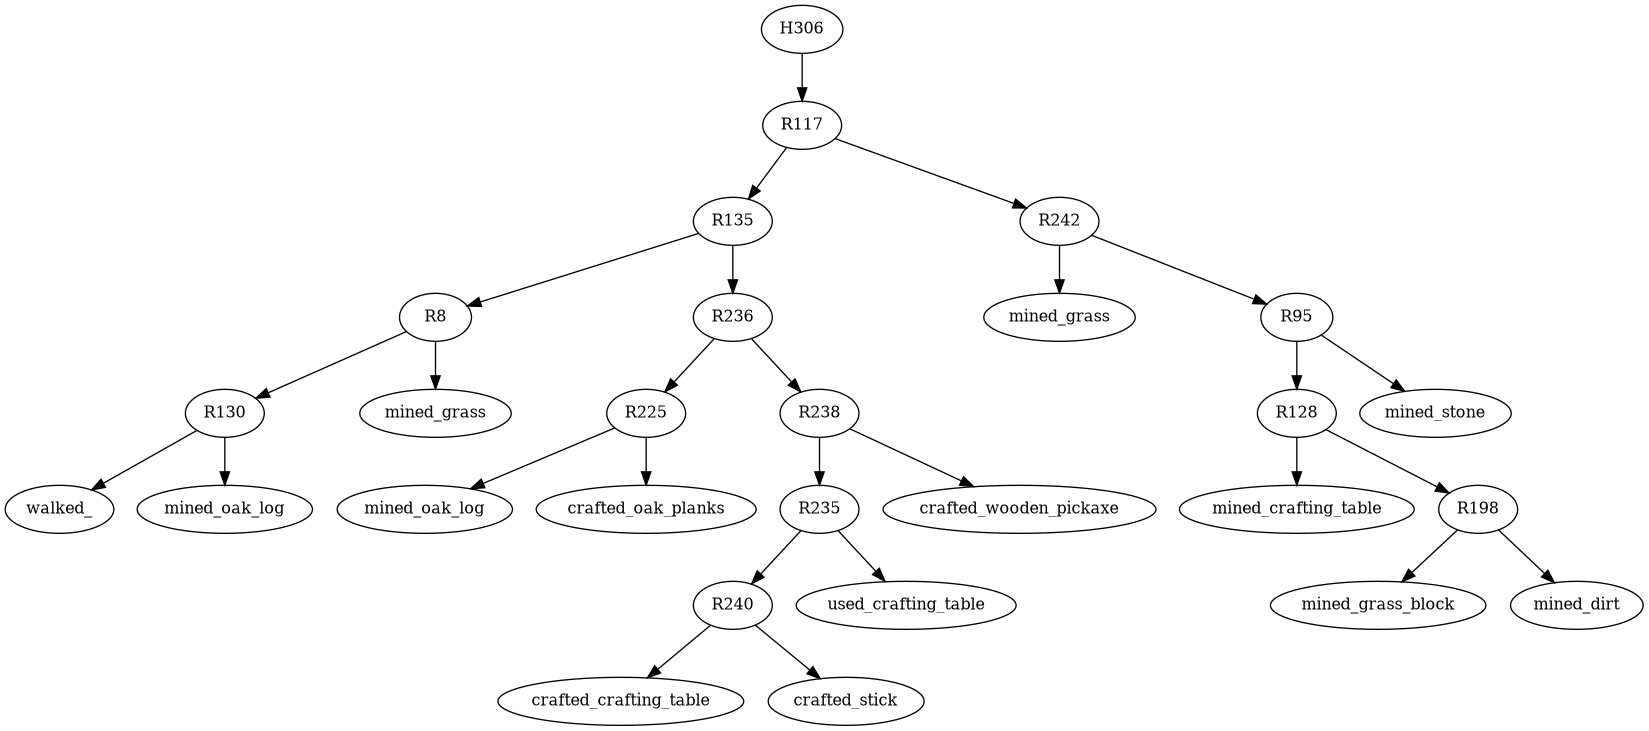 H306
R117
R135
R242
R8
R236
mined_grass
R95
R130
mined_grass
R225
R238
R128
mined_stone
walked_
mined_oak_log
mined_oak_log
crafted_oak_planks
R235
crafted_wooden_pickaxe
mined_crafting_table
R198
R240
used_crafting_table
mined_grass_block
mined_dirt
crafted_crafting_table
crafted_stick